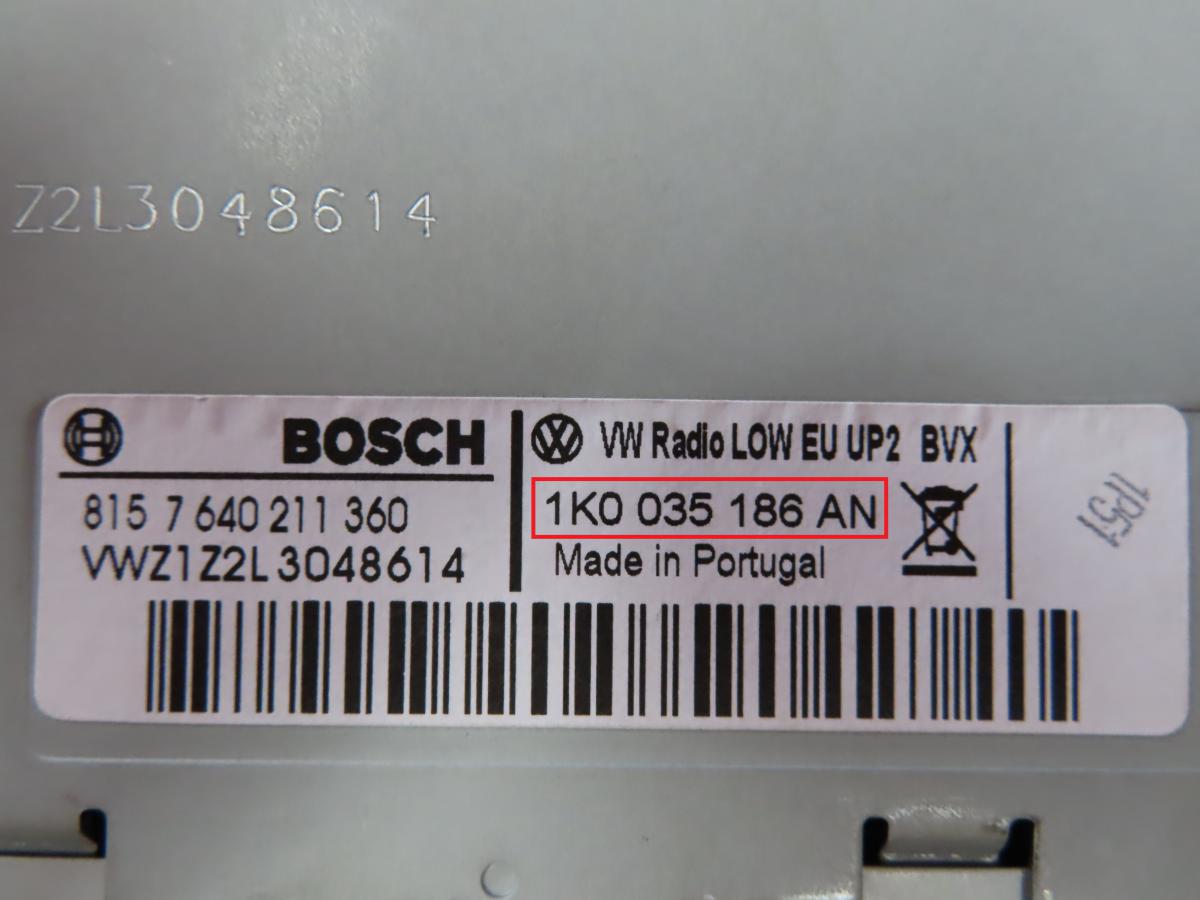 Z2L3048614
BOSCH
815 7 640 211 360
VWZ1Z2L3048614
VW Radio LOW EU UP2 BVX
1K0 035 186 AN
Made in Portugal